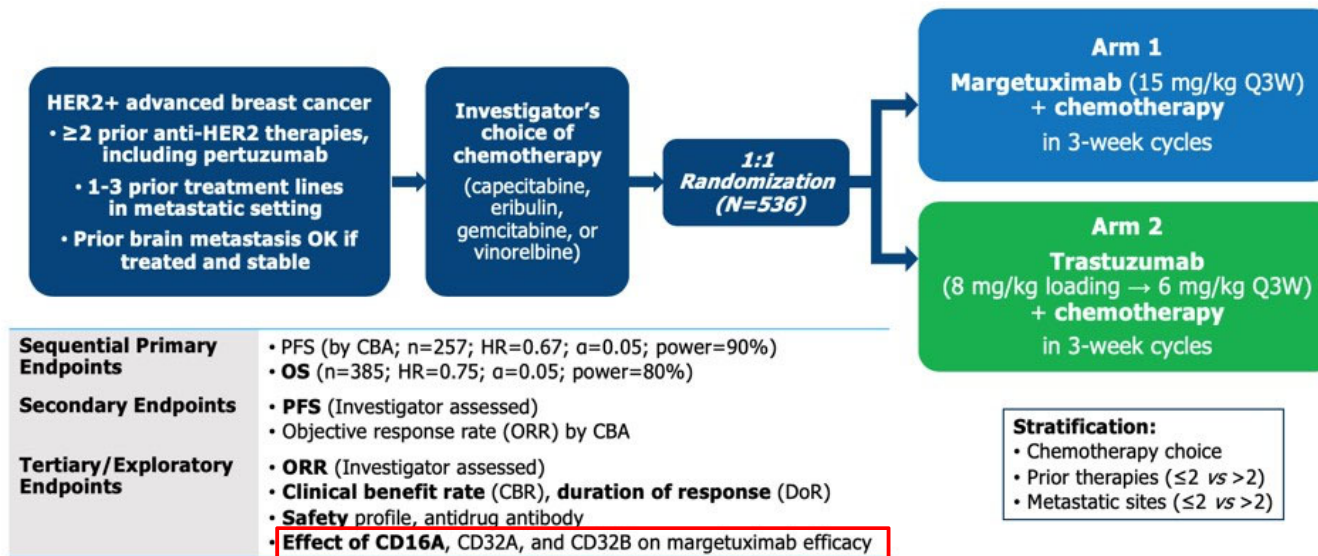 HER2+ advanced breast cancer
• ≥2 prior anti-HER2 therapies,
including pertuzumab
• 1-3 prior treatment lines
in metastatic setting
• Prior brain metastasis OK if
treated and stable
Investigator's
choice of
chemotherapy
(capecitabine,
eribulin,
gemcitabine, or
vinorelbine)
1:1
Randomization
(N=536)
Arm 1
Margetuximab (15 mg/kg Q3W)
+ chemotherapy
in 3-week cycles
Arm 2
Trastuzumab
(8 mg/kg loading → 6 mg/kg Q3W)
+ chemotherapy
in 3-week cycles
Sequential Primary
Endpoints
• PFS (by CBA; n=257; HR=0.67; α=0.05; power=90%)
• OS (n=385; HR=0.75; α=0.05; power=80%)
Secondary Endpoints
• PFS (Investigator assessed)
• Objective response rate (ORR) by CBA
Tertiary/Exploratory
Endpoints
• ORR (Investigator assessed)
• Clinical benefit rate (CBR), duration of response (DoR)
• Safety profile, antidrug antibody
• Effect of CD16A, CD32A, and CD32B on margetuximab efficacy
Stratification:
• Chemotherapy choice
• Prior therapies (≤2 vs >2)
• Metastatic sites (≤2 vs >2)